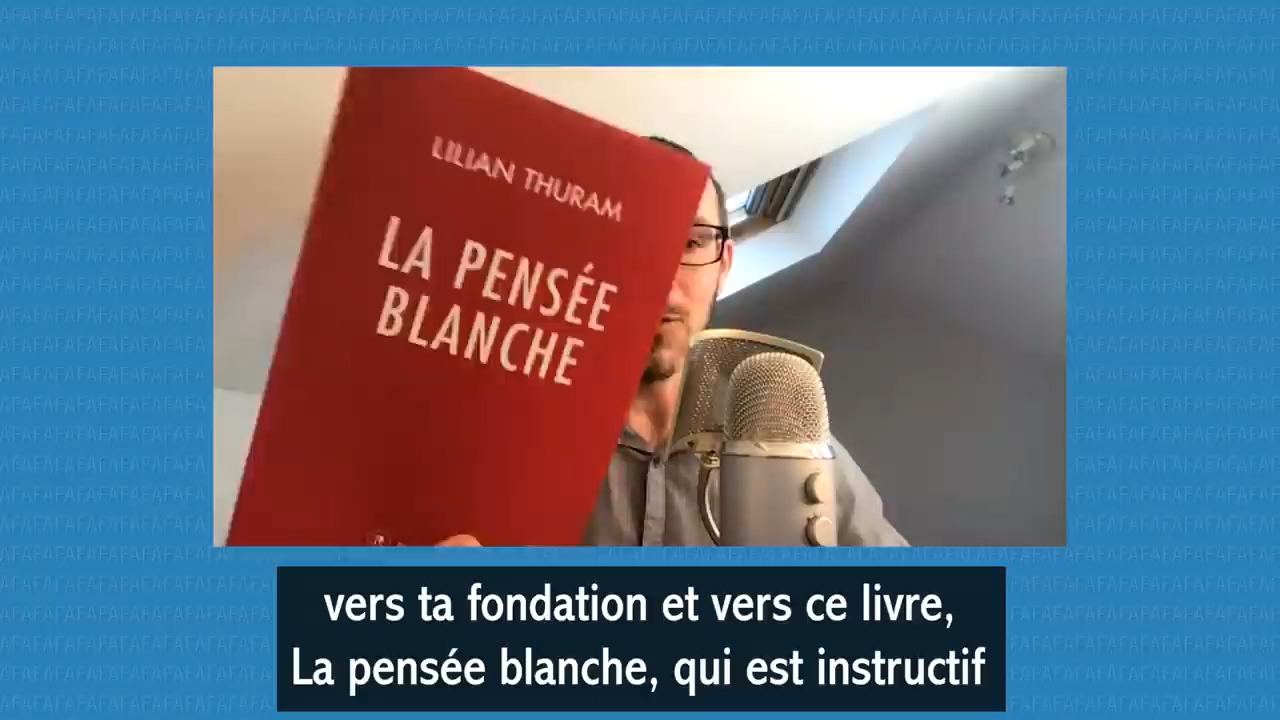 LILIAN THURAM
LA PENSÉE
BLANCHE
vers ta fondation et vers ce livre,
La pensée blanche, qui est instructif